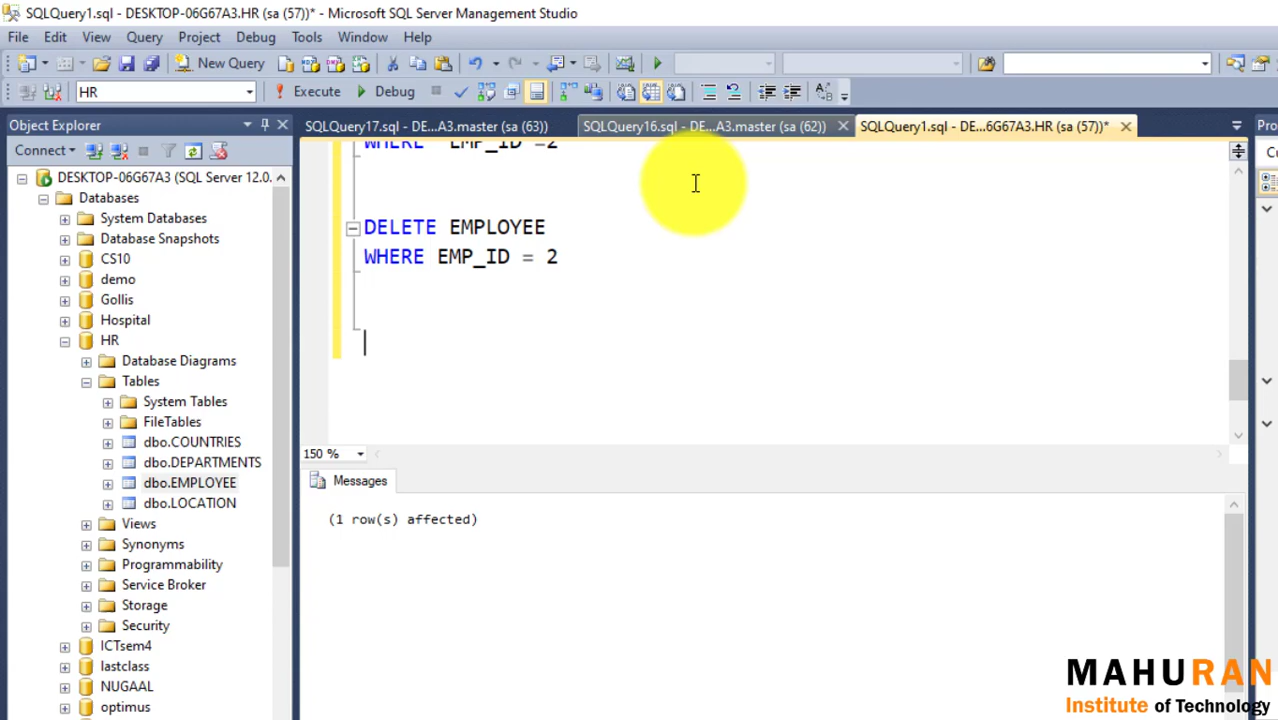 SQLQuery1.sql - DESKTOP-06G67A3.HR (sa (57))* - Microsoft SQL Server Management Studio
File Edit View Query Project Debug Tools Window Help
New Query
HR Execute Debug
Object Explorer
SQLQuery17.sql - DE...A3.master (sa (63)) SQLQuery16.sql - DE...A3.master (sa (62)) SQLQuery1.sql - DE...6G67A3.HR (sa (57))* Pro
Connect
DESKTOP-06G67A3 (SQL Server 12.0.
Databases
System Databases
Database Snapshots
CS10
demo
Gollis
Hospital
HR
Database Diagrams
Tables
System Tables
FileTables
dbo.COUNTRIES
dbo.DEPARTMENTS
dbo.EMPLOYEE
dbo.LOCATION
Views
Synonyms
Programmability
Service Broker
Storage
Security
ICTsem4
lastclass
NUGAAL
optimus
WHERE EMP_ID =2
DELETE EMPLOYEE
WHERE EMP_ID = 2
150 %
Messages
(1 row(s) affected)
MAHURAN
Institute of Technology